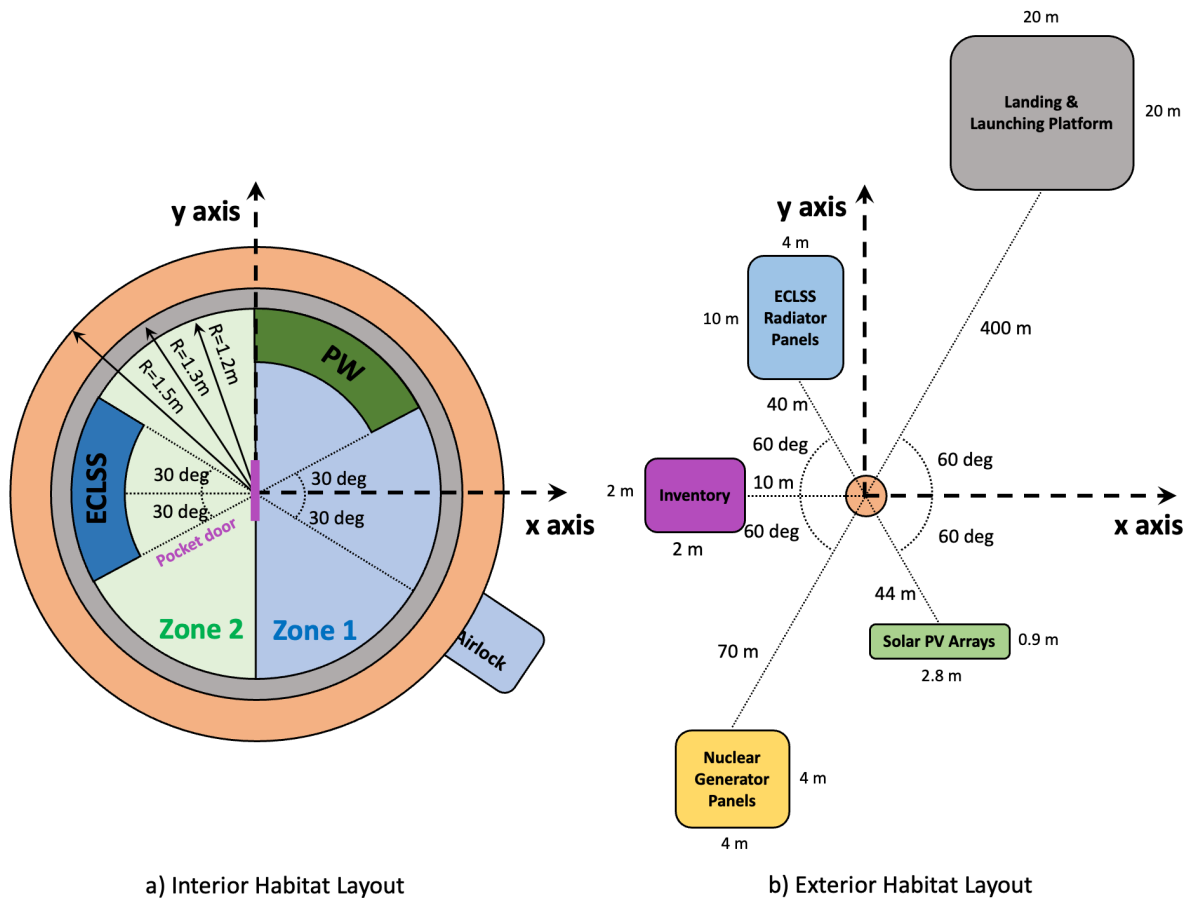 y axis
R=1.2m
R=1.3m
R=1.5m
PW
ECLSS
30 deg
30 deg
30 deg
30 deg
x axis
Pocket door
Zone 2
Zone 1
Airlock
a) Interior Habitat Layout
20 m
Landing &
Launching Platform
20 m
y axis
4 m
ECLSS
Radiator
Panels
10 m
400 m
40 m
60 deg
60 deg
Inventory
2 m
10 m
2 m
x axis
60 deg
60 deg
44 m
Solar PV Arrays
0.9 m
2.8 m
70 m
Nuclear
Generator
Panels
4 m
4 m
b) Exterior Habitat Layout